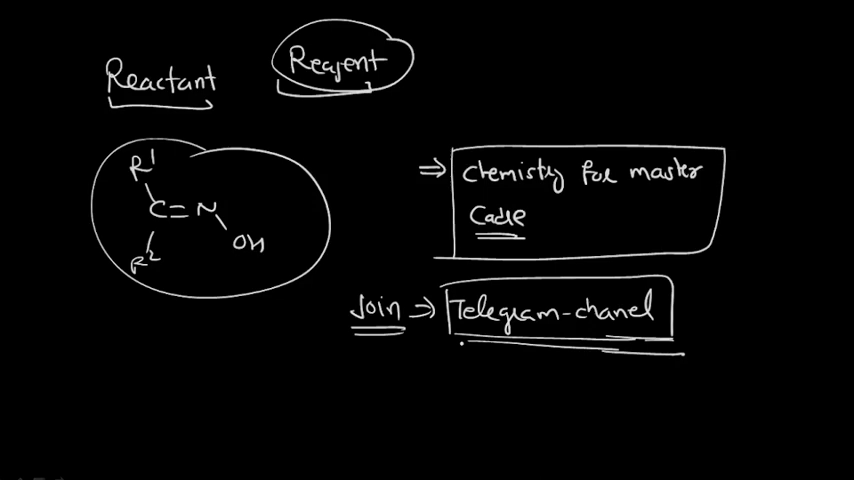 Reactant
Reagent
R1
C=N
OH
R2
⇒ chemistry for master
Cadre
Join ⇒ Telegram-chanel